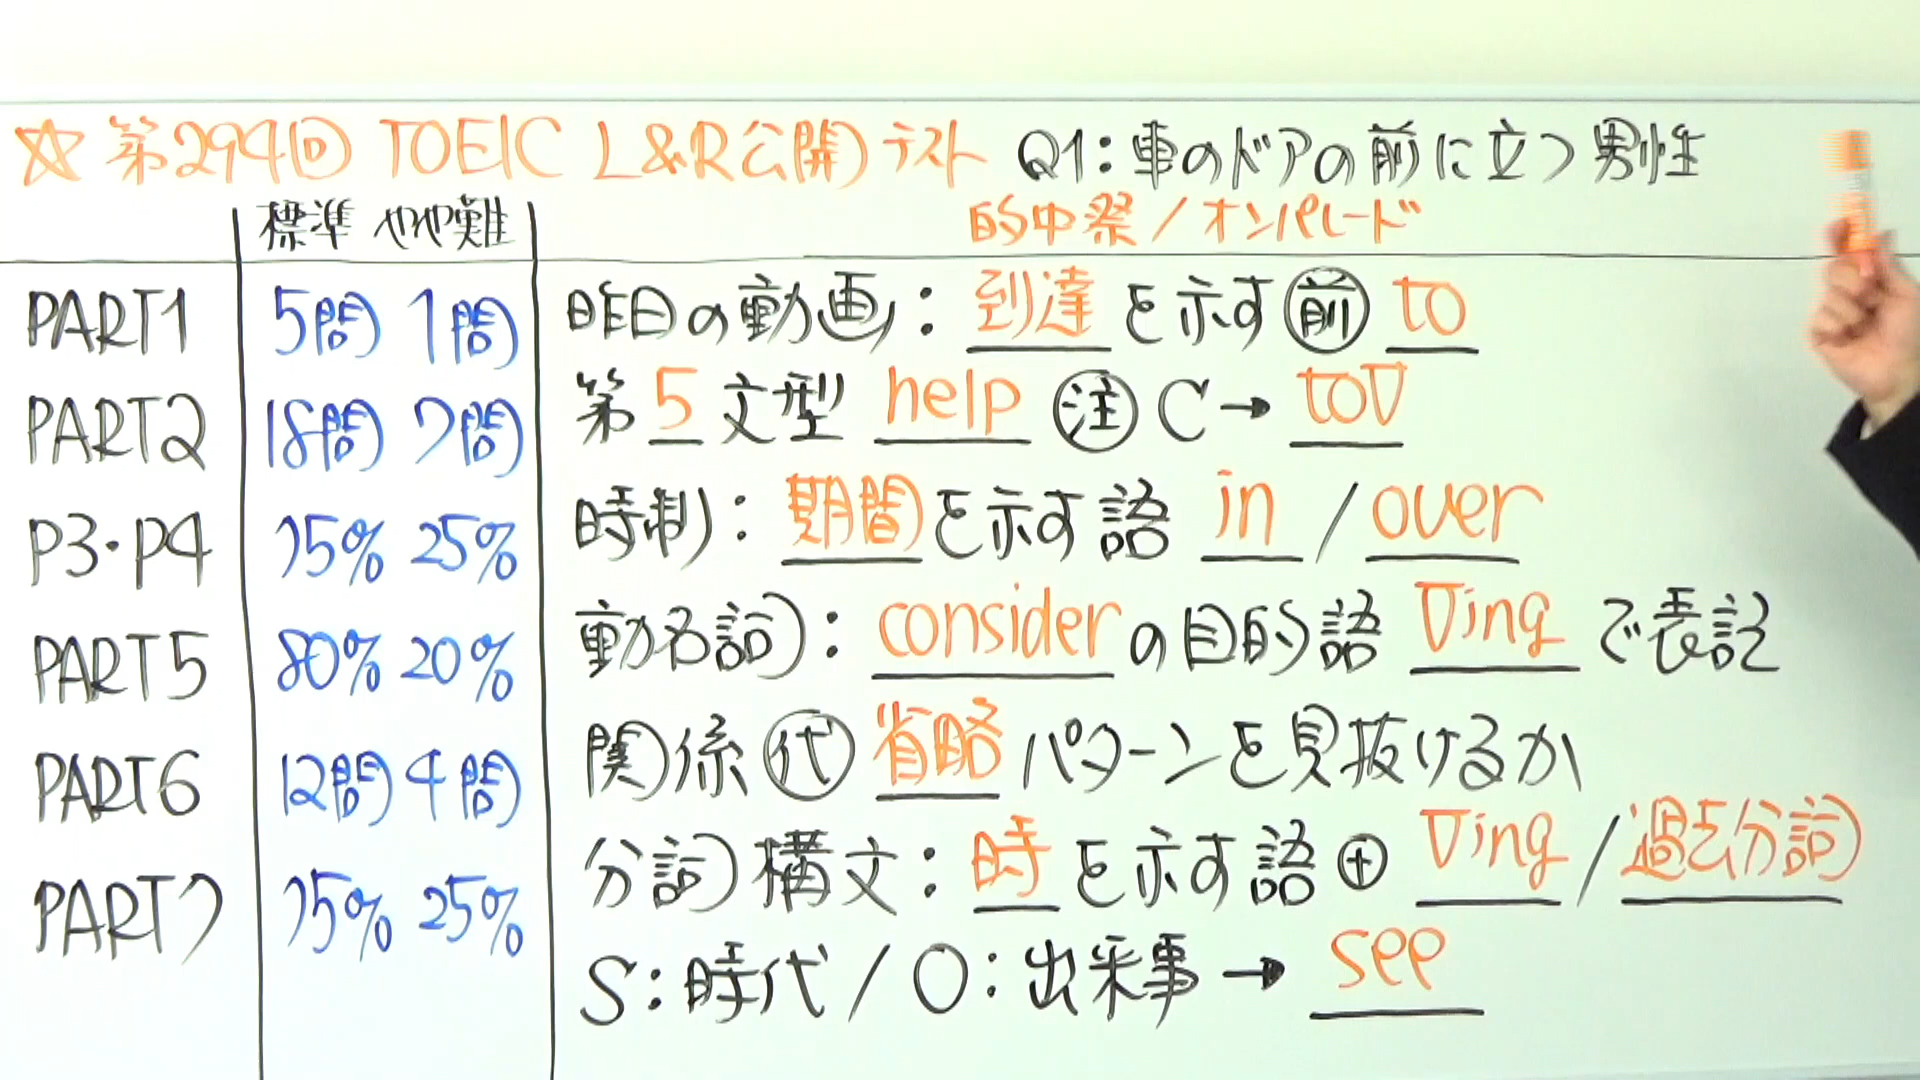 ☆ 第294回 TOEIC L&R公開テスト Q1:車のドアの前に立つ男性
標準 やや難 的中祭/オンパレード
PART1 5問 1問 昨日の動画:到達を示す前 to
PART2 18問 7問 第5文型 help 注 C→toV
P3・P4 75% 25% 時制:期間を示す語 in/over
PART5 80% 20% 動名詞:considerの目的語 Vingで表記
PART6 12問 4問 関係代省略パターンを見抜けるか
PART7 75% 25% 分詞構文:時を示す語⊕Ving/過去分詞
S:時代/O:出来事→see